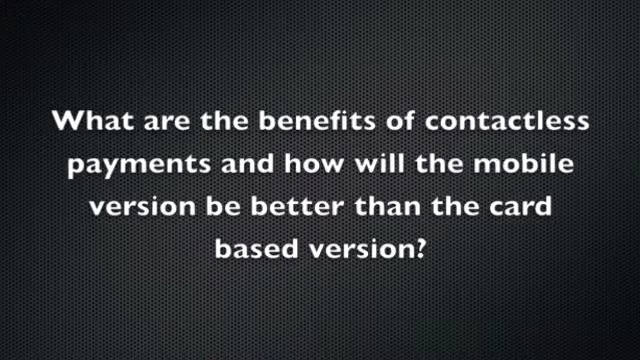 What are the benefits of contactless
payments and how will the mobile
version be better than the card
based version?